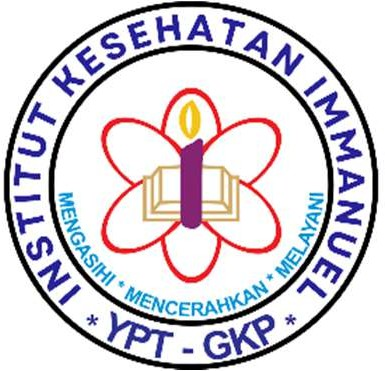 INSTITUT KESEHATAN IMMANUEL
MENGASIHI * MENCERAHKAN * MELAYANI
* YPT - GKP *